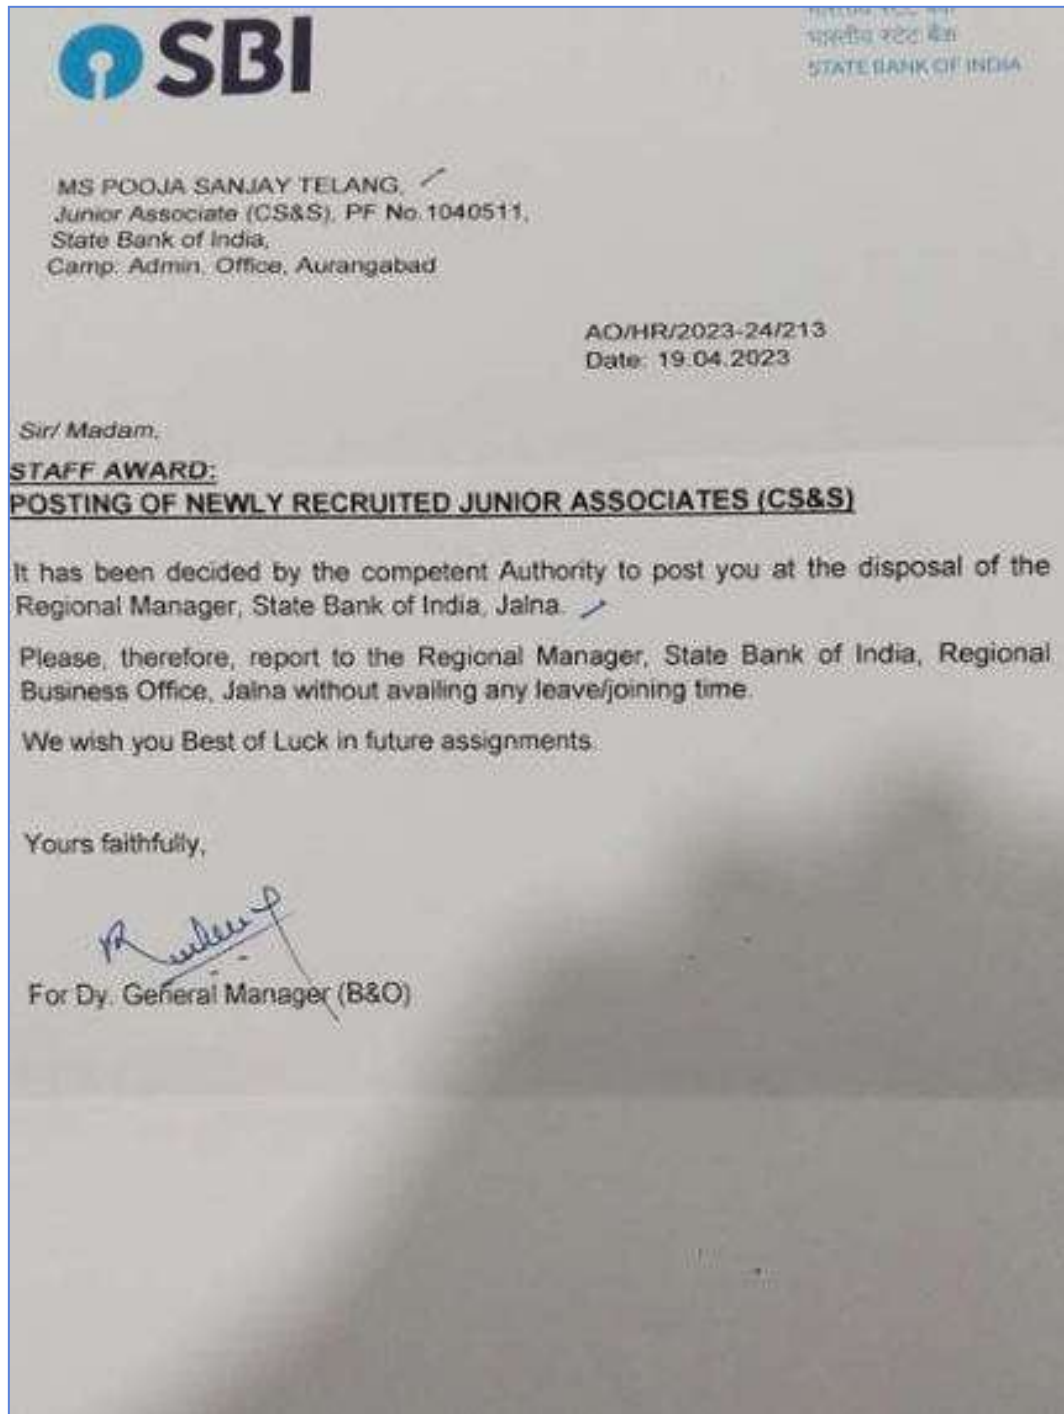 SBI
भारतीय स्टेट बैंक
STATE BANK OF INDIA
MS POOJA SANJAY TELANG,
Junior Associate (CS&S), PF No.1040511,
State Bank of India,
Camp: Admin. Office, Aurangabad
AO/HR/2023-24/213
Date: 19.04.2023
Sir/ Madam,
STAFF AWARD:
POSTING OF NEWLY RECRUITED JUNIOR ASSOCIATES (CS&S)
It has been decided by the competent Authority to post you at the disposal of the
Regional Manager, State Bank of India, Jalna.
Please, therefore, report to the Regional Manager, State Bank of India, Regional
Business Office, Jalna without availing any leave/joining time.
We wish you Best of Luck in future assignments.
Yours faithfully,
For Dy. General Manager (B&O)